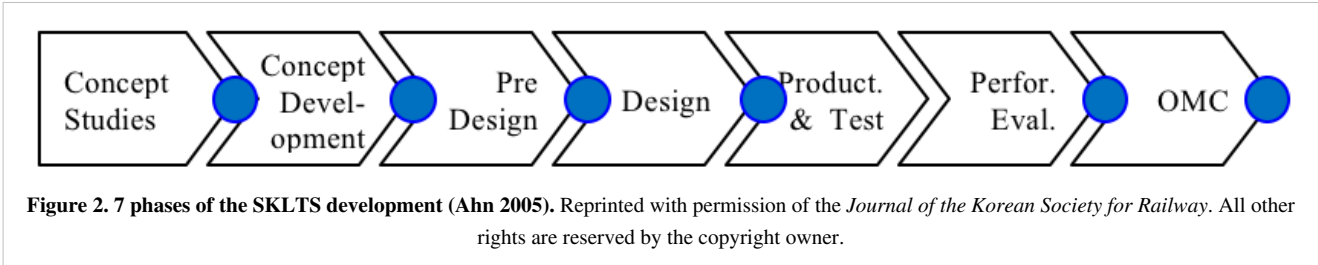 Concept
Studies
Concept
Devel-
opment
Pre
Design
Design
Product.
& Test
Perfor.
Eval.
OMC
Figure 2. 7 phases of the SKLTS development (Ahn 2005). Reprinted with permission of the Journal of the Korean Society for Railway. All other
rights are reserved by the copyright owner.